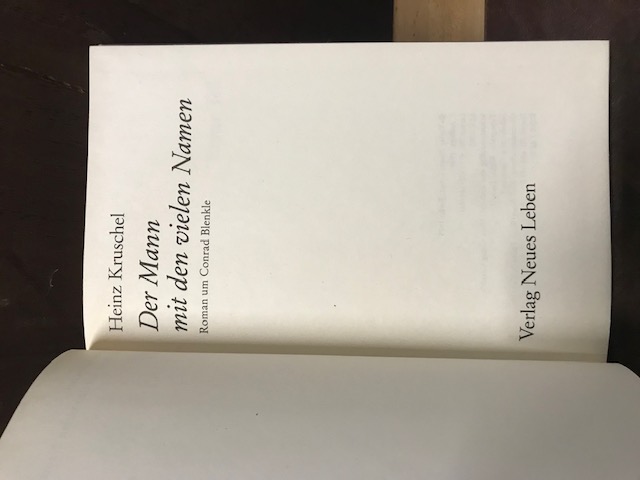 Heinz Kruschel
Der Mann
mit den vielen Namen
Roman um Conrad Blenkle
Verlag Neues Leben